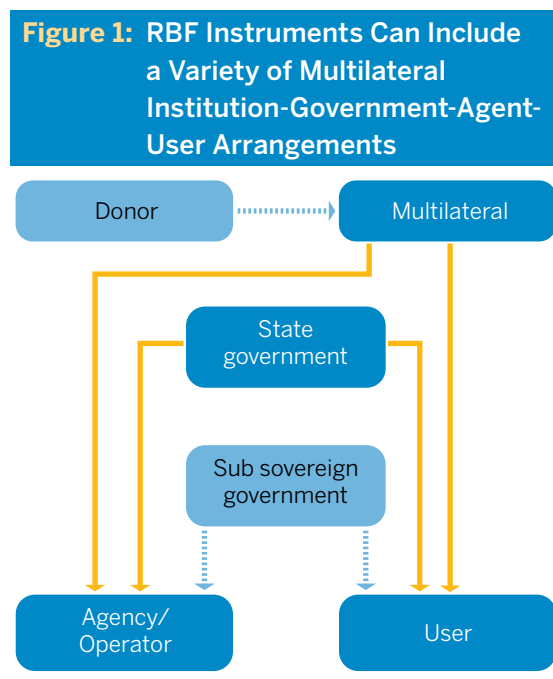 Figure 1: RBF Instruments Can Include
a Variety of Multilateral
Institution-Government-Agent-
User Arrangements
Donor
Multilateral
State
government
Sub sovereign
government
Agency/
Operator
User